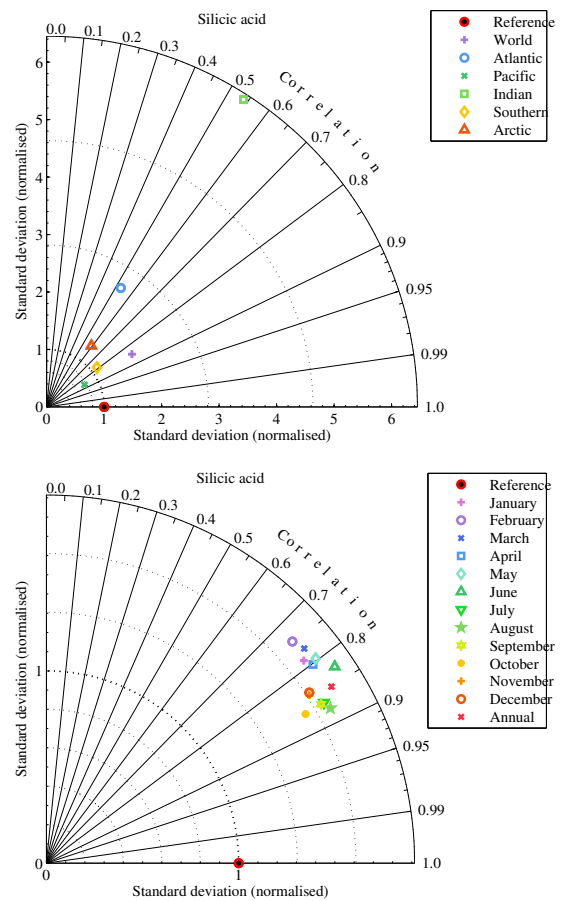 Silicic acid
0.0 0.1 0.2 0.3 0.4 0.5 0.6 0.7 0.8 0.9 0.95 0.99 1.0
Correlation
Standard deviation (normalised)
6
5
4
3
2
1
0
0 1 2 3 4 5 6
Standard deviation (normalised)
Reference
World
Atlantic
Pacific
Indian
Southern
Arctic
Silicic acid
0.0 0.1 0.2 0.3 0.4 0.5 0.6 0.7 0.8 0.9 0.95 0.99 1.0
Correlation
Standard deviation (normalised)
1
0
1
Standard deviation (normalised)
Reference
January
February
March
April
May
June
July
August
September
October
November
December
Annual